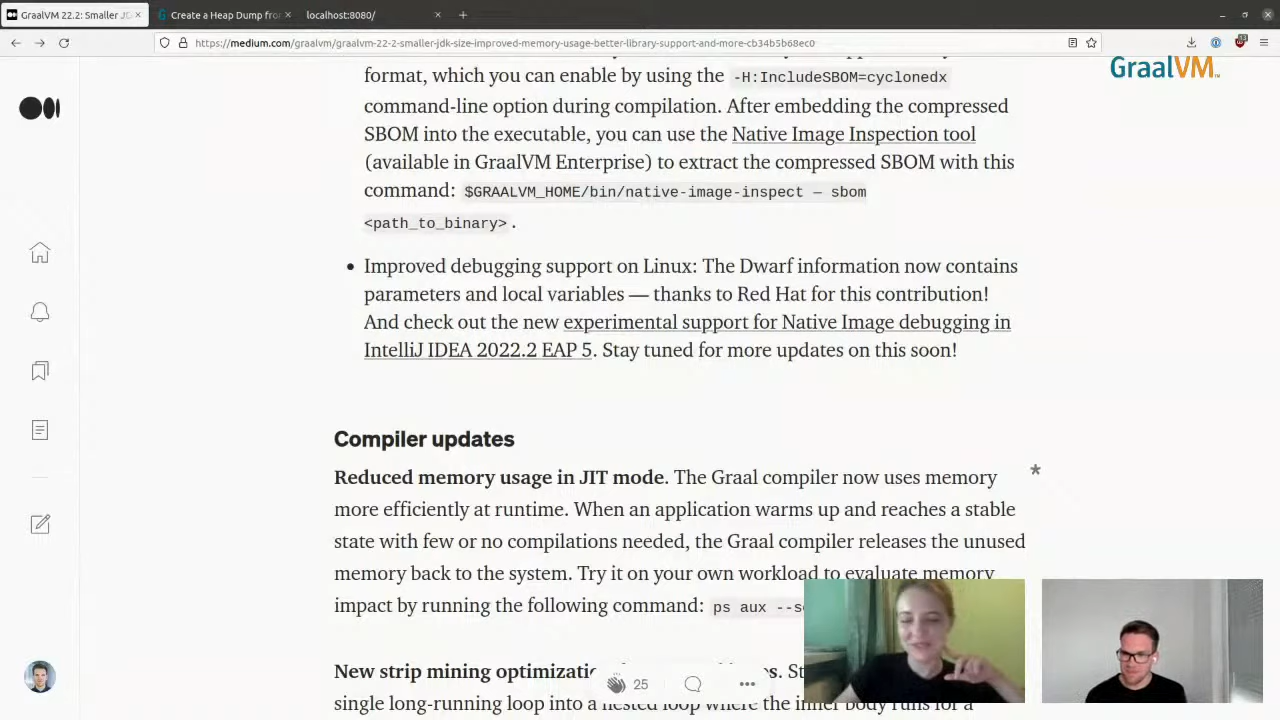 GraalVM 22.2: Smaller JD
Create a Heap Dump fro
localhost:8080/
https://medium.com/graalvm/graalvm-22-2-smaller-jdk-size-improved-memory-usage-better-library-support-and-more-cb34b5b68ec0
GraalVM™
format, which you can enable by using the -H:IncludeSBOM=cyclonedx
command-line option during compilation. After embedding the compressed
SBOM into the executable, you can use the Native Image Inspection tool
(available in GraalVM Enterprise) to extract the compressed SBOM with this
command: $GRAALVM_HOME/bin/native-image-inspect — sbom
<path_to_binary>.
• Improved debugging support on Linux: The Dwarf information now contains
parameters and local variables — thanks to Red Hat for this contribution!
And check out the new experimental support for Native Image debugging in
IntelliJ IDEA 2022.2 EAP 5. Stay tuned for more updates on this soon!
Compiler updates
Reduced memory usage in JIT mode. The Graal compiler now uses memory
*
more efficiently at runtime. When an application warms up and reaches a stable
state with few or no compilations needed, the Graal compiler releases the unused
memory back to the system. Try it on your own workload to evaluate memory
impact by running the following command: ps aux --so
New strip mining optimizatio
25
single long-running loop into a nested loop where the inner body runs for a